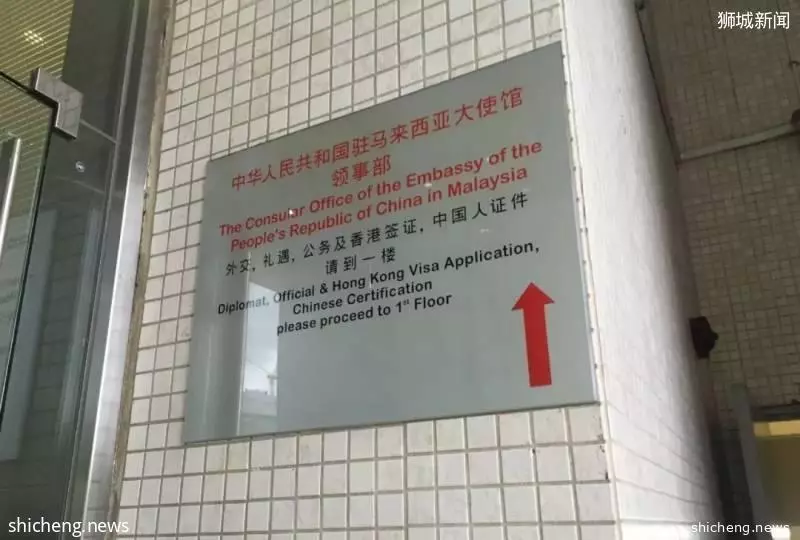 狮城新闻
中华人民共和国驻马来西亚大使馆
领事部
The Consular Office of the Embassy of the
People's Republic of China in Malaysia
外交, 礼遇, 公务及香港签证, 中国人证件
请到一楼
Diplomat, Official & Hong Kong Visa Application,
Chinese Certification
please proceed to 1st Floor
shicheng.news
shicheng.news